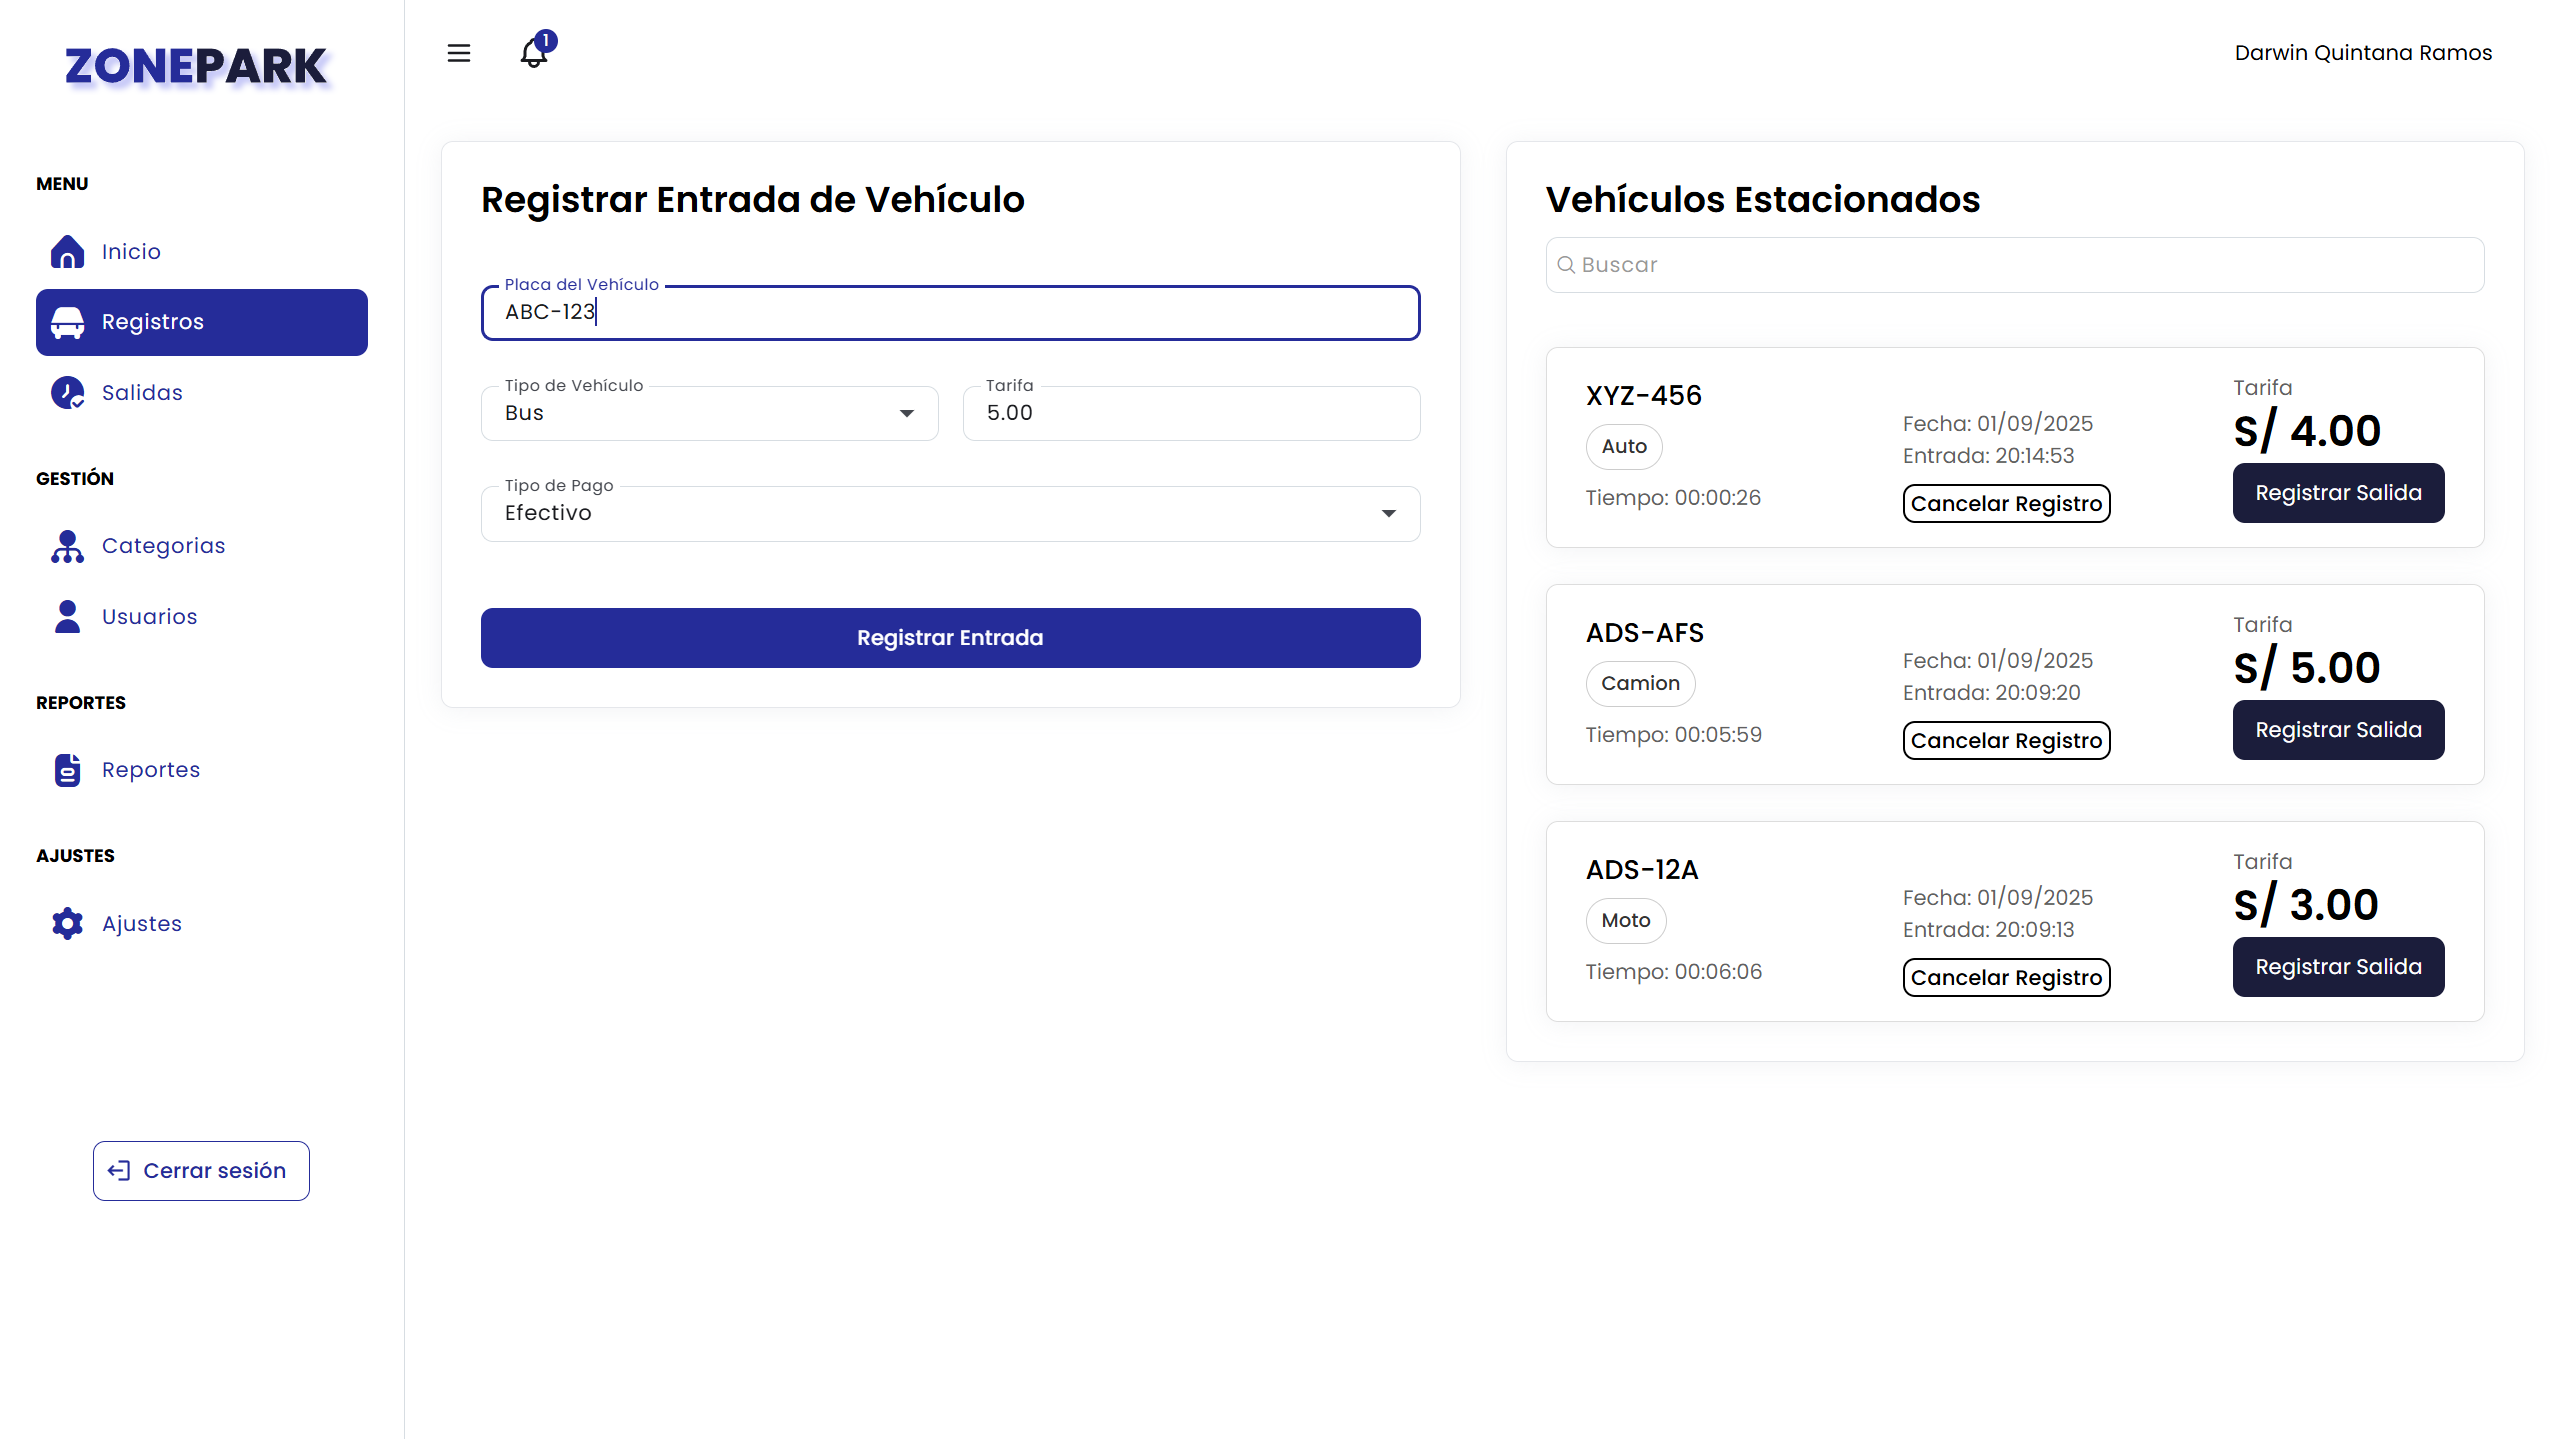 ZONEPARK
MENU
Inicio
Registros
Salidas
GESTIÓN
Categorias
Usuarios
REPORTES
Reportes
AJUSTES
Ajustes
Cerrar sesión
1
Darwin Quintana Ramos
Registrar Entrada de Vehículo
Placa del Vehículo
ABC-123
Tipo de Vehículo
Bus
Tarifa
5.00
Tipo de Pago
Efectivo
Registrar Entrada
Vehículos Estacionados
Buscar
XYZ-456
Auto
Tiempo: 00:00:26
Fecha: 01/09/2025
Entrada: 20:14:53
Cancelar Registro
Tarifa
S/ 4.00
Registrar Salida
ADS-AFS
Camion
Tiempo: 00:05:59
Fecha: 01/09/2025
Entrada: 20:09:20
Cancelar Registro
Tarifa
S/ 5.00
Registrar Salida
ADS-12A
Moto
Tiempo: 00:06:06
Fecha: 01/09/2025
Entrada: 20:09:13
Cancelar Registro
Tarifa
S/ 3.00
Registrar Salida